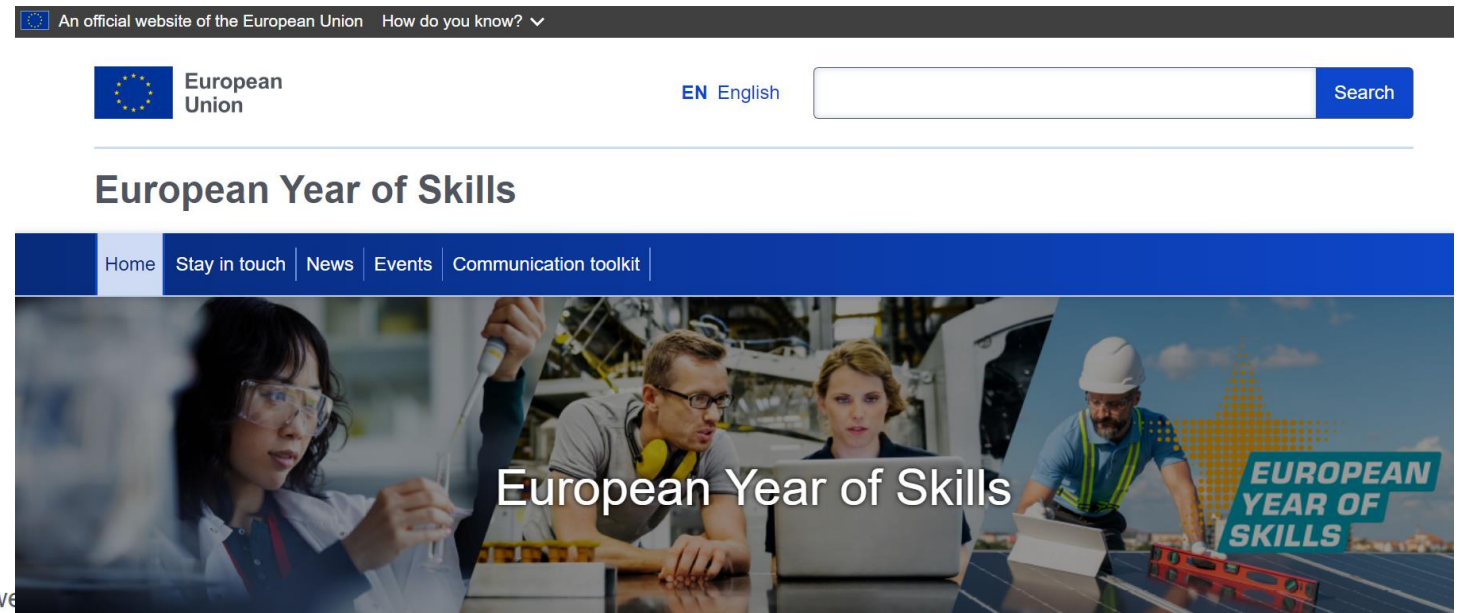 An official website of the European Union How do you know?
European
Union
EN English
Search
European Year of Skills
Home Stay in touch News Events Communication toolkit
European Year of Skills
EUROPEAN
YEAR OF
SKILLS